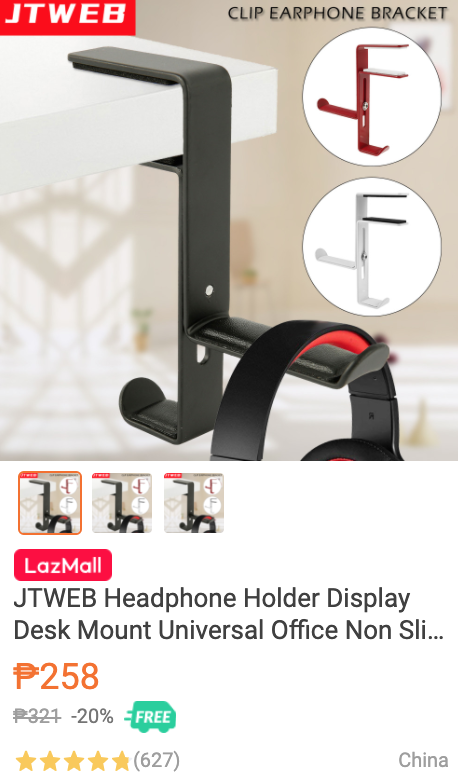 JTWEB
CLIP EARPHONE BRACKET
LazMall
JTWEB Headphone Holder Display
Desk Mount Universal Office Non Sli...
₱258
₱321 -20% FREE
(627)
China